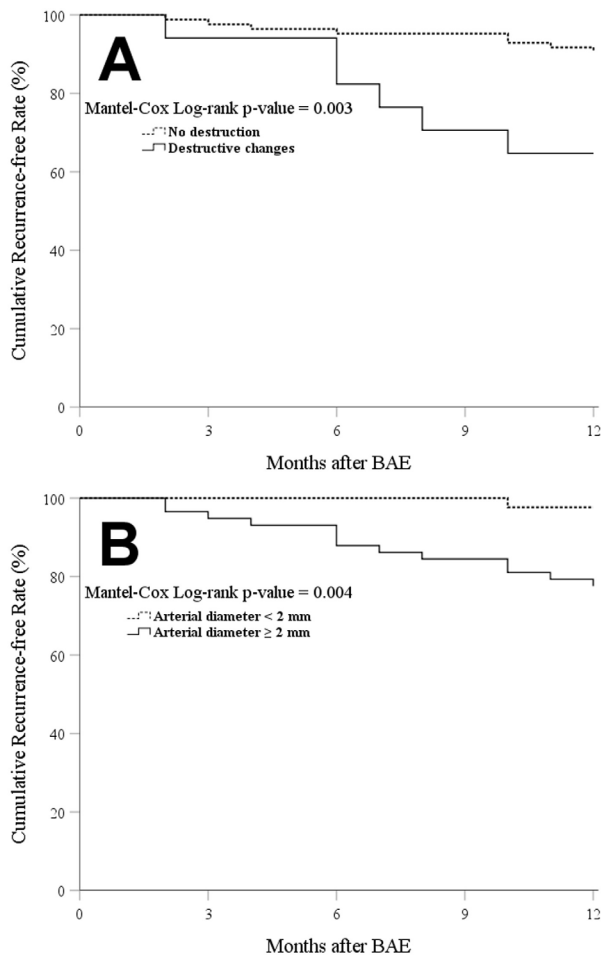 100
80
60
40
20
0
Cumulative Recurrence-free Rate (%)
A
Mantel-Cox Log-rank p-value = 0.003
No destruction
Destructive changes
0 3 6 9 12
Months after BAE
100
80
60
40
20
0
Cumulative Recurrence-free Rate (%)
B
Mantel-Cox Log-rank p-value = 0.004
Arterial diameter < 2 mm
Arterial diameter ≥ 2 mm
0 3 6 9 12
Months after BAE